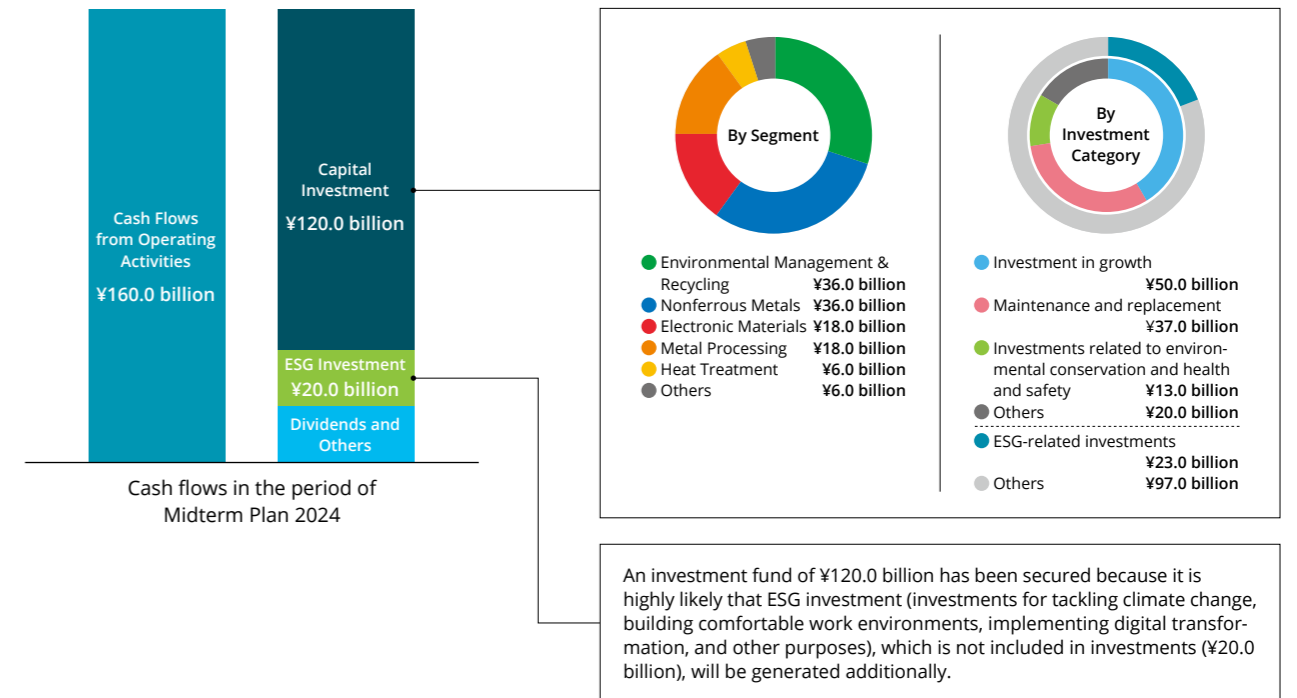 Cash Flows
from Operating
Activities
¥160.0 billion
Capital
Investment
¥120.0 billion
ESG Investment
¥20.0 billion
Dividends and
Others
Cash flows in the period of
Midterm Plan 2024
By Segment
Environmental Management &
Recycling ¥36.0 billion
Nonferrous Metals ¥36.0 billion
Electronic Materials ¥18.0 billion
Metal Processing ¥18.0 billion
Heat Treatment ¥6.0 billion
Others ¥6.0 billion
By
Investment
Category
Investment in growth
¥50.0 billion
Maintenance and replacement
¥37.0 billion
Investments related to environ-
mental conservation and health
and safety ¥13.0 billion
Others ¥20.0 billion
ESG-related investments
¥23.0 billion
Others ¥97.0 billion
An investment fund of ¥120.0 billion has been secured because it is
highly likely that ESG investment (investments for tackling climate change,
building comfortable work environments, implementing digital transfor-
mation, and other purposes), which is not included in investments (¥20.0
billion), will be generated additionally.